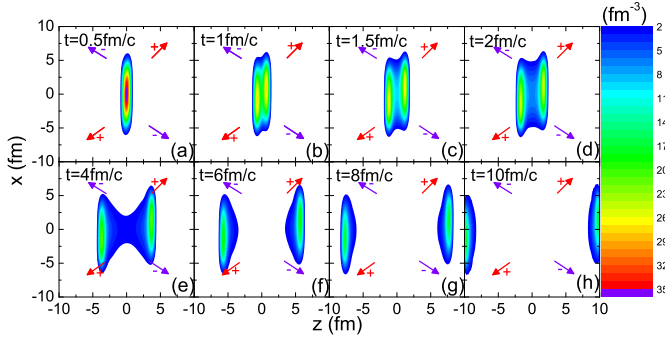 (fm⁻³)
10 t=0.5fm/c t=1fm/c t=1.5fm/c t=2fm/c 2
5 5
0 9
-5 11
-10 (a) (b) (c) (d) 14
10 t=4fm/c t=6fm/c t=8fm/c t=10fm/c 17
5 20
0 23
-5 26
-10 (e) (f) (g) (h) 29
32
35
-10 -5 0 5 -10 -5 0 5 -10 -5 0 5 -10 -5 0 5 10
x (fm)
z (fm)
+ - + -
+ - + -
+ - + -
+ - + -
+ - + -
+ - + -
+ - + -
+ - + -